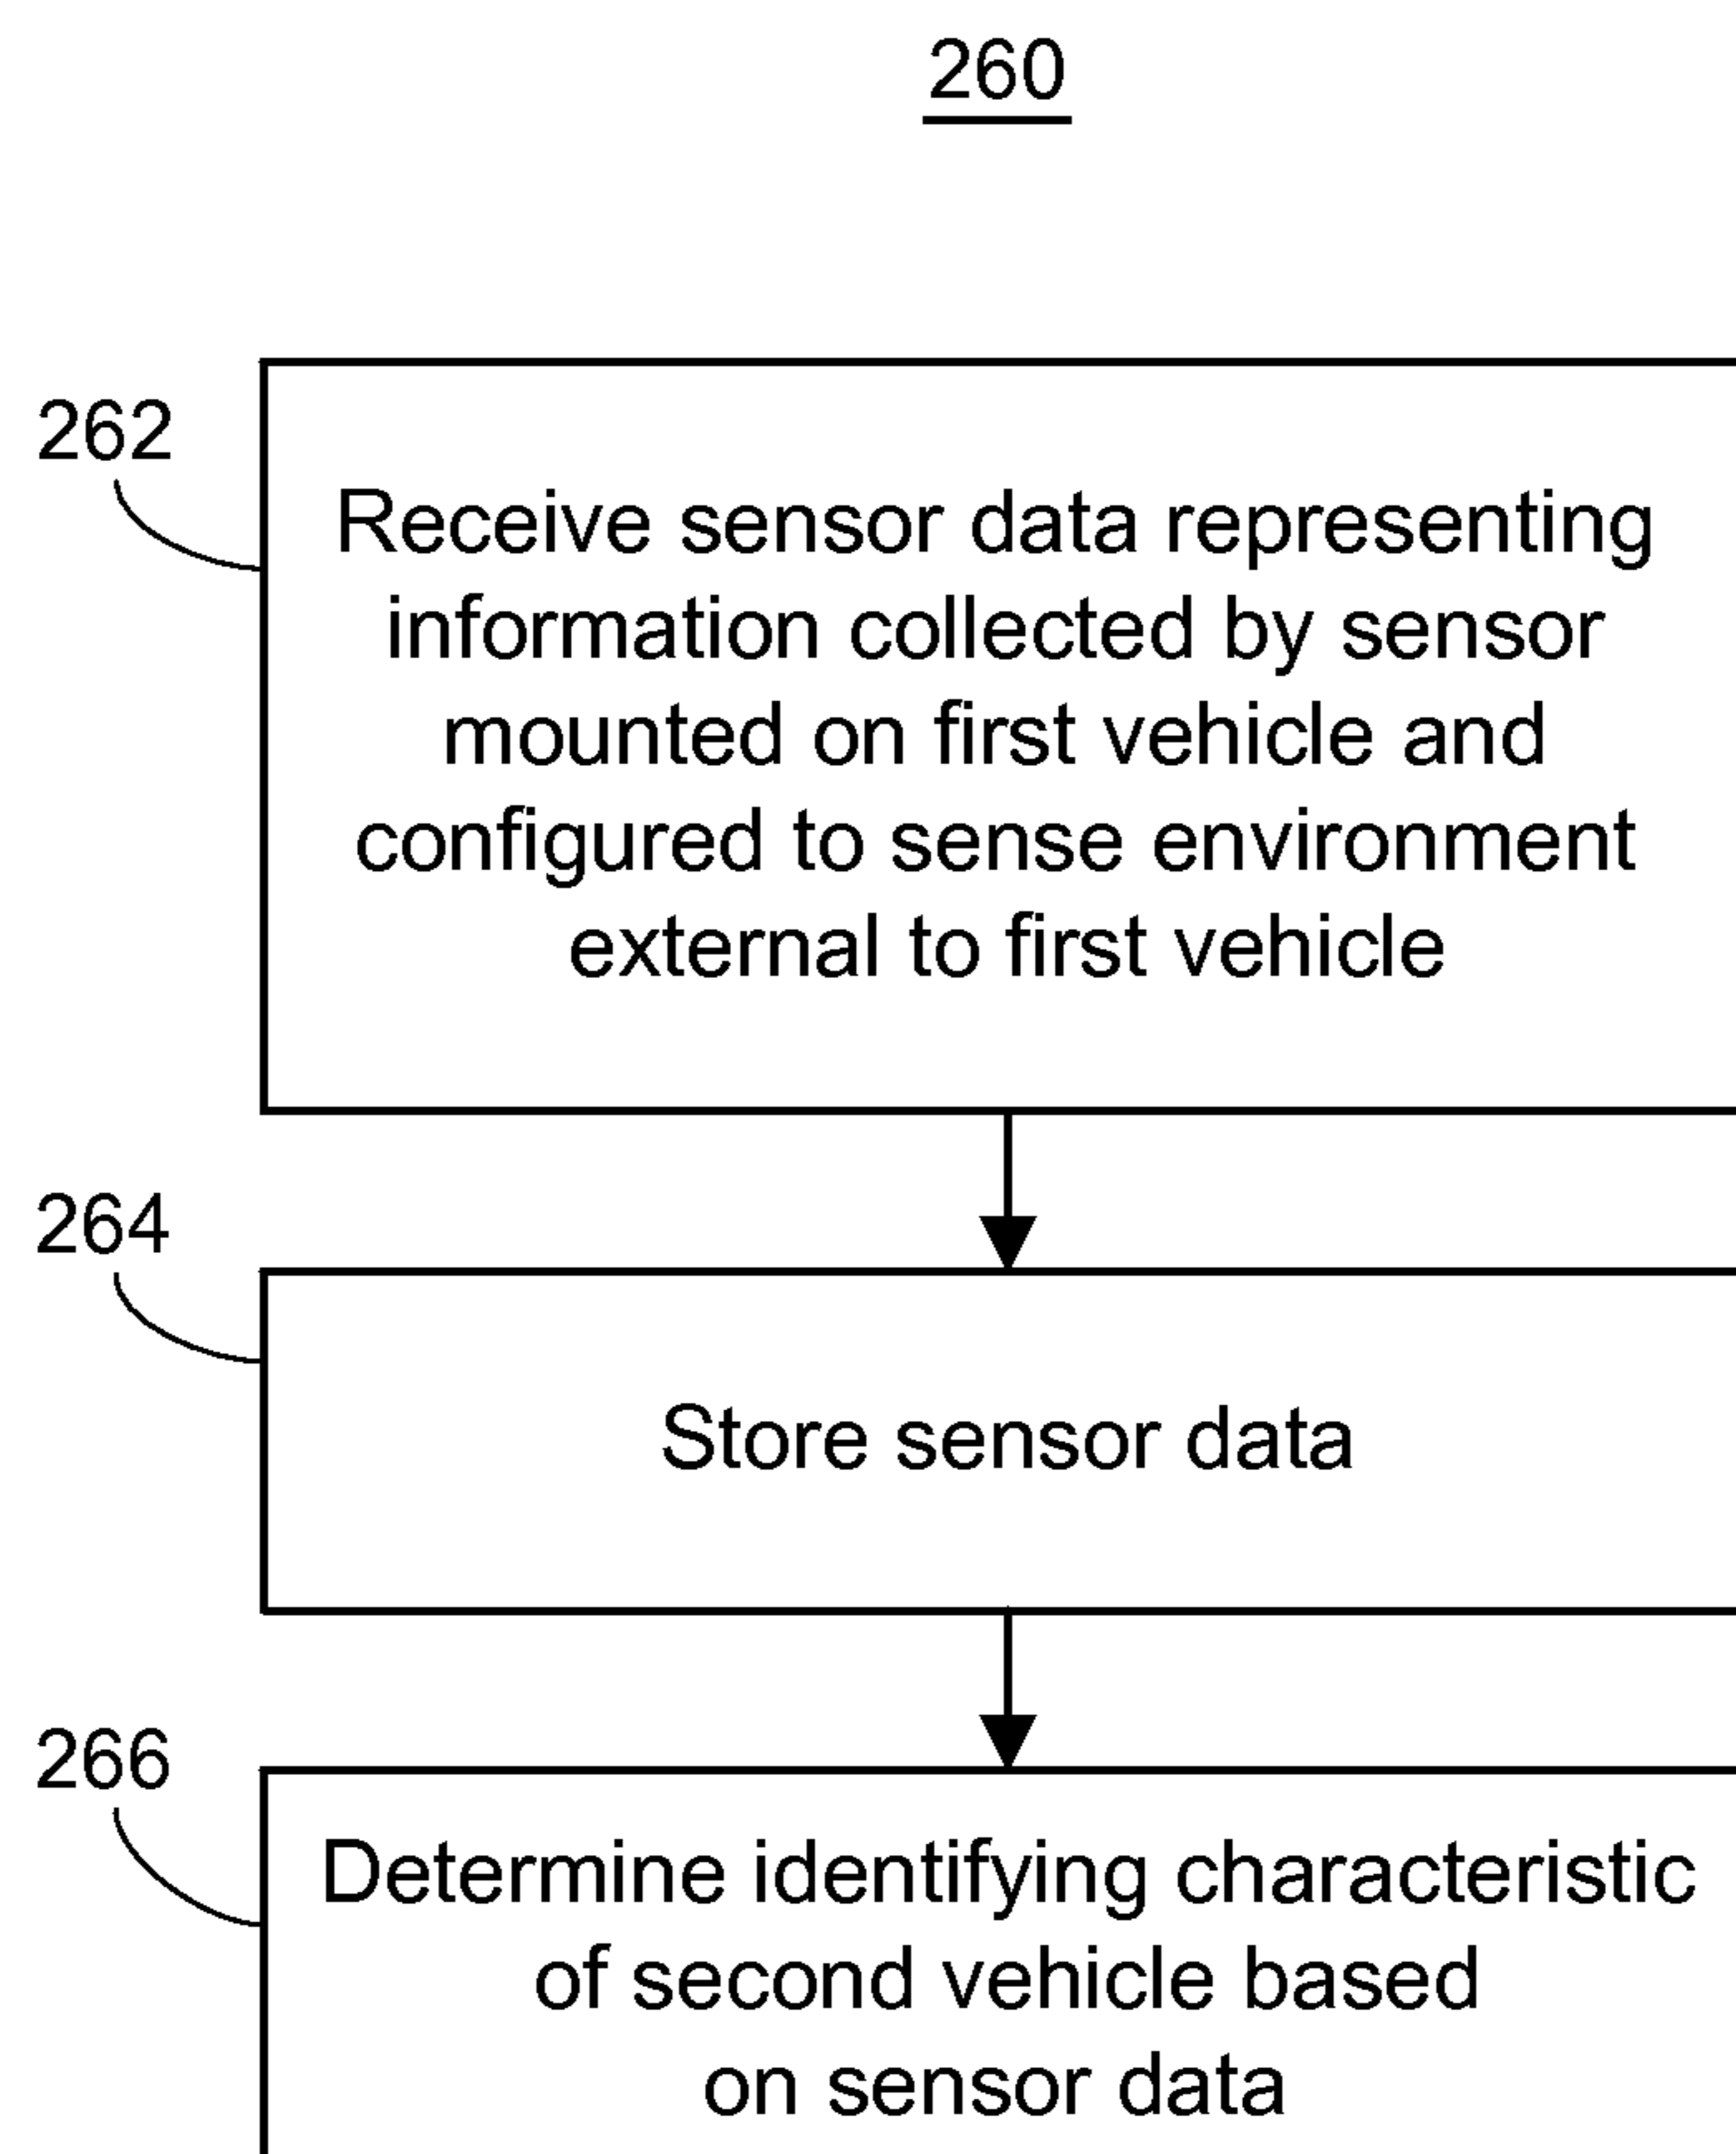 260
262
Receive sensor data representing
information collected by sensor
mounted on first vehicle and
configured to sense environment
external to first vehicle
264
Store sensor data
266
Determine identifying characteristic
of second vehicle based
on sensor data